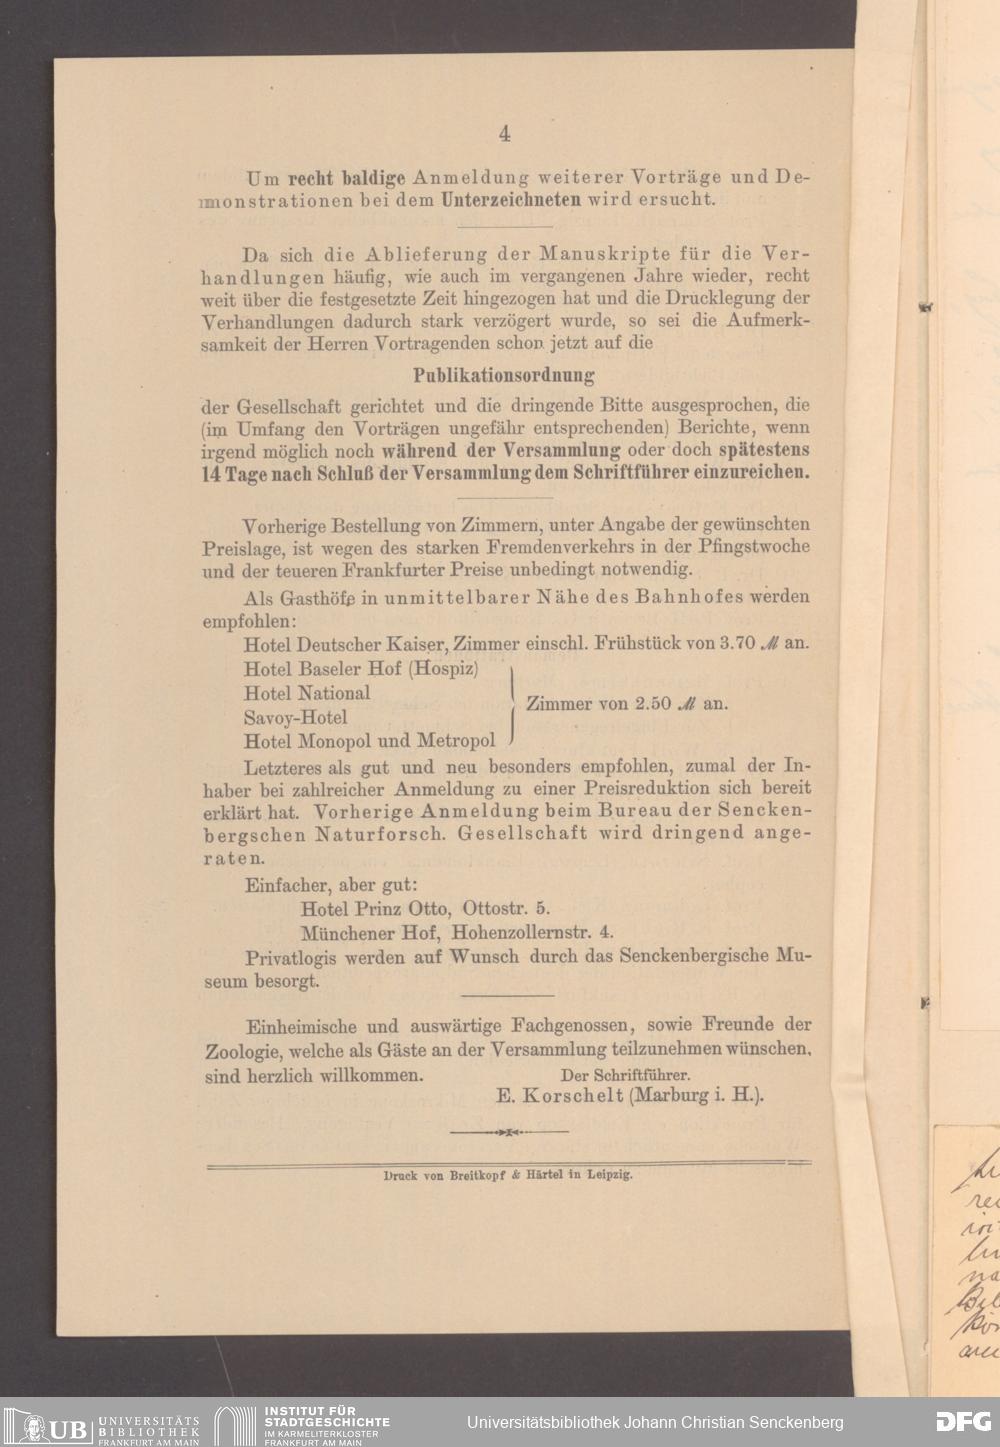 4
Um recht baldige Anmeldung weiterer Vorträge und De-
monstrationen bei dem Unterzeichneten wird ersucht.
Da sich die Ablieferung der Manuskripte für die Ver-
handlungen häufig, wie auch im vergangenen Jahre wieder, recht
weit über die festgesetzte Zeit hingezogen hat und die Drucklegung der
Verhandlungen dadurch stark verzögert wurde, so sei die Aufmerk-
samkeit der Herren Vortragenden schon jetzt auf die
Publikationsordnung
der Gesellschaft gerichtet und die dringende Bitte ausgesprochen, die
(im Umfang den Vorträgen ungefähr entsprechenden) Berichte, wenn
irgend möglich noch während der Versammlung oder doch spätestens
14 Tage nach Schluß der Versammlung dem Schriftführer einzureichen.
Vorherige Bestellung von Zimmern, unter Angabe der gewünschten
Preislage, ist wegen des starken Fremdenverkehrs in der Pfingstwoche
und der teueren Frankfurter Preise unbedingt notwendig.
Als Gasthöfe in unmittelbarer Nähe des Bahnhofes werden
empfohlen:
Hotel Deutscher Kaiser, Zimmer einschl. Frühstück von 3.70 ℳ an.
Hotel Baseler Hof (Hospiz)
Hotel National
Zimmer von 2.50 ℳ an.
Savoy-Hotel
Hotel Monopol und Metropol
Letzteres als gut und neu besonders empfohlen, zumal der In-
haber bei zahlreicher Anmeldung zu einer Preisreduktion sich bereit
erklärt hat. Vorherige Anmeldung beim Bureau der Sencken-
bergschen Naturforsch. Gesellschaft wird dringend ange-
raten.
Einfacher, aber gut:
Hotel Prinz Otto, Ottostr. 5.
Münchener Hof, Hohenzollernstr. 4.
Privatlogis werden auf Wunsch durch das Senckenbergische Mu-
seum besorgt.
Einheimische und auswärtige Fachgenossen, sowie Freunde der
Zoologie, welche als Gäste an der Versammlung teilzunehmen wünschen,
sind herzlich willkommen.
Der Schriftführer.
E. Korschelt (Marburg i. H.).
Druck von Breitkopf & Härtel in Leipzig.
UB UNIVERSITÄTS
BIBLIOTHEK
FRANKFURT AM MAIN
INSTITUT FÜR
STADTGESCHICHTE
IM KARMELITERKLOSTER
FRANKFURT AM MAIN
Universitätsbibliothek Johann Christian Senckenberg
DFG